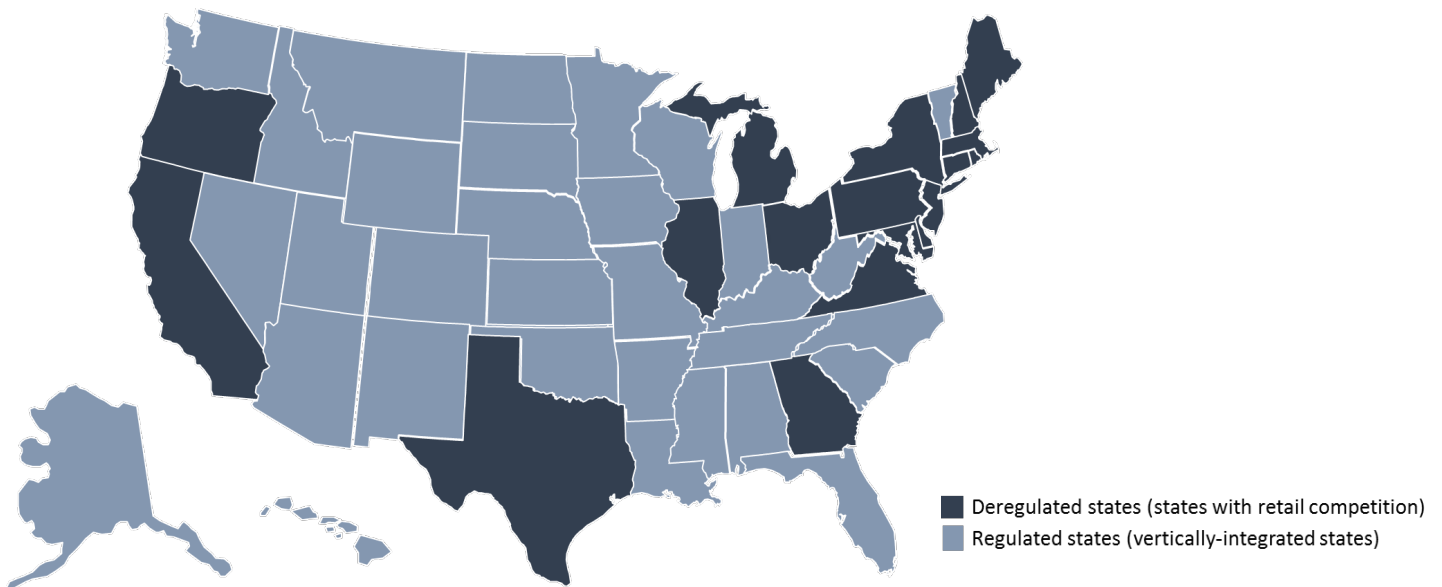 Deregulated states (states with retail competition)
Regulated states (vertically-integrated states)